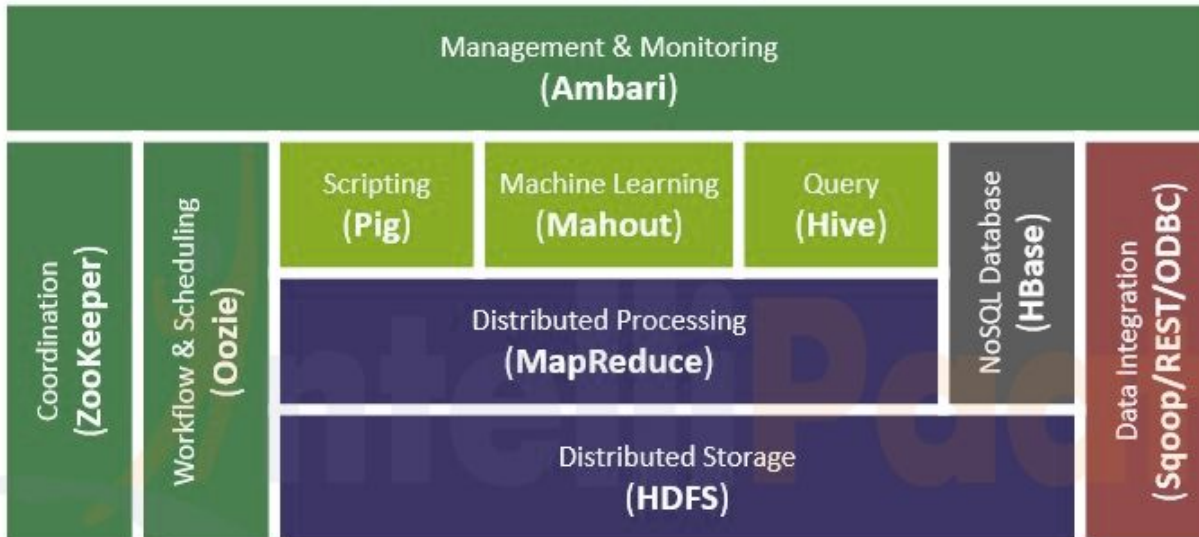 Management & Monitoring
(Ambari)
Coordination
(ZooKeeper)
Workflow & Scheduling
(Oozie)
Scripting
(Pig)
Machine Learning
(Mahout)
Query
(Hive)
NoSQL Database
(HBase)
Data Integration
(Sqoop/REST/ODBC)
Distributed Processing
(MapReduce)
Distributed Storage
(HDFS)